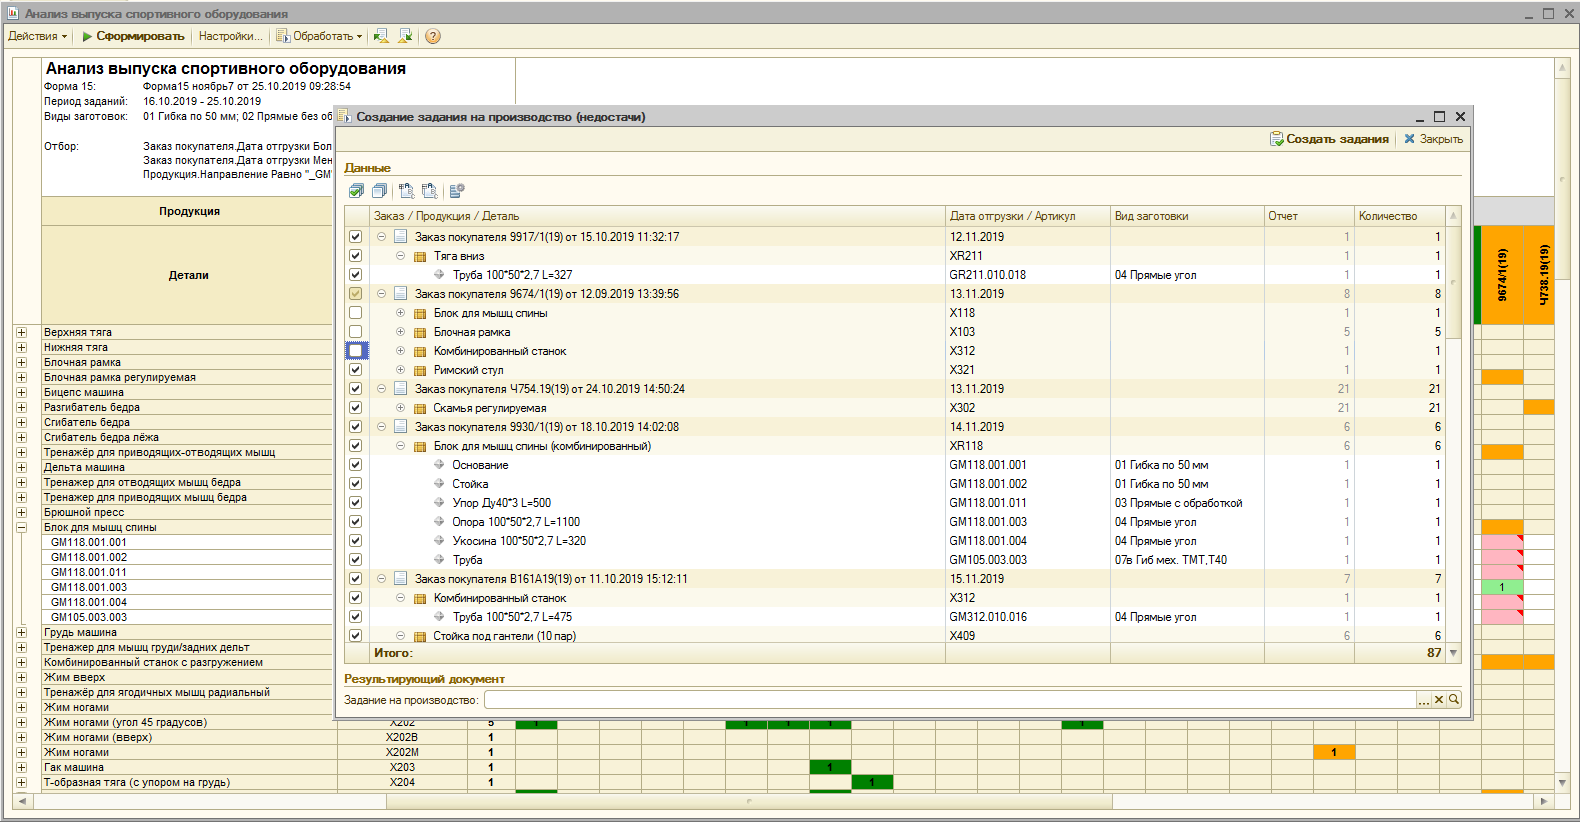 Анализ выпуска спортивного оборудования
Действия Сформировать Настройки... Обработать
Анализ выпуска спортивного оборудования
Форма 15: Форма15 ноябрь7 от 25.10.2019 09:28:54
Период заданий: 16.10.2019 - 25.10.2019
Виды заготовок: 01 Гибка по 50 мм; 02 Прямые без об
Отбор: Заказ покупателя.Дата отгрузки Бол
Заказ покупателя.Дата отгрузки Мен
Продукция.Направление Равно "_GM"
Продукция
Детали
9674/1(19)
Ч738.19(19)
Верхняя тяга
Нижняя тяга
Блочная рамка
Блочная рамка регулируемая
Бицепс машина
Разгибатель бедра
Сгибатель бедра
Сгибатель бедра лёжа
Тренажёр для приводящих-отводящих мышц
Дельта машина
Тренажер для отводящих мышц бедра
Тренажер для приводящих мышц бедра
Брюшной пресс
Блок для мышц спины
GM118.001.001
GM118.001.002
GM118.001.011
GM118.001.003 1
GM118.001.004
GM105.003.003
Грудь машина
Тренажер для мышц груди/задних дельт
Комбинированный станок с разгружением
Жим вверх
Тренажёр для ягодичных мышц радиальный
Жим ногами
Жим ногами (угол 45 градусов) X202 5 1 1 1 1 1
Жим ногами (вверх) X202B 1
Жим ногами X202M 1 1
Гак машина X203 1 1
Т-образная тяга (с упором на грудь) X204 1 1
Создание задания на производство (недостачи)
Создать задания Закрыть
Данные
Заказ / Продукция / Деталь Дата отгрузки / Артикул Вид заготовки Отчет Количество
Заказ покупателя 9917/1(19) от 15.10.2019 11:32:17 12.11.2019 1 1
Тяга вниз XR211 1 1
Труба 100*50*2,7 L=327 GR211.010.018 04 Прямые угол 1 1
Заказ покупателя 9674/1(19) от 12.09.2019 13:39:56 13.11.2019 8 8
Блок для мышц спины X118 1 1
Блочная рамка X103 5 5
Комбинированный станок X312 1 1
Римский стул X321 1 1
Заказ покупателя Ч754.19(19) от 24.10.2019 14:50:24 13.11.2019 21 21
Скамья регулируемая X302 21 21
Заказ покупателя 9930/1(19) от 18.10.2019 14:02:08 14.11.2019 6 6
Блок для мышц спины (комбинированный) XR118 6 6
Основание GM118.001.001 01 Гибка по 50 мм 1 1
Стойка GM118.001.002 01 Гибка по 50 мм 1 1
Упор Ду40*3 L=500 GM118.001.011 03 Прямые с обработкой 1 1
Опора 100*50*2,7 L=1100 GM118.001.003 04 Прямые угол 1 1
Укосина 100*50*2,7 L=320 GM118.001.004 04 Прямые угол 1 1
Труба GM105.003.003 07в Гиб мех. ТМТ,Т40 1 1
Заказ покупателя В161А19(19) от 11.10.2019 15:12:11 15.11.2019 7 7
Комбинированный станок X312 1 1
Труба 100*50*2,7 L=475 GM312.010.016 04 Прямые угол 1 1
Стойка под гантели (10 пар) X409 6 6
Итого: 87
Результирующий документ
Задание на производство: